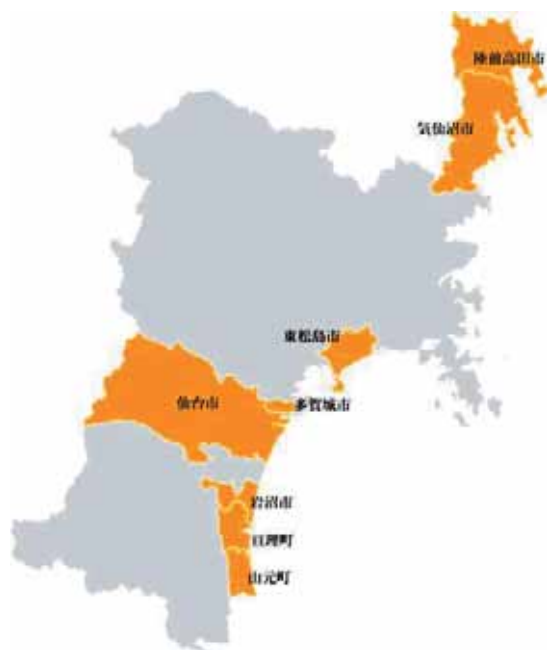 陸前高田市
気仙沼市
東松島市
仙台市
多賀城市
岩沼市
亘理町
山元町